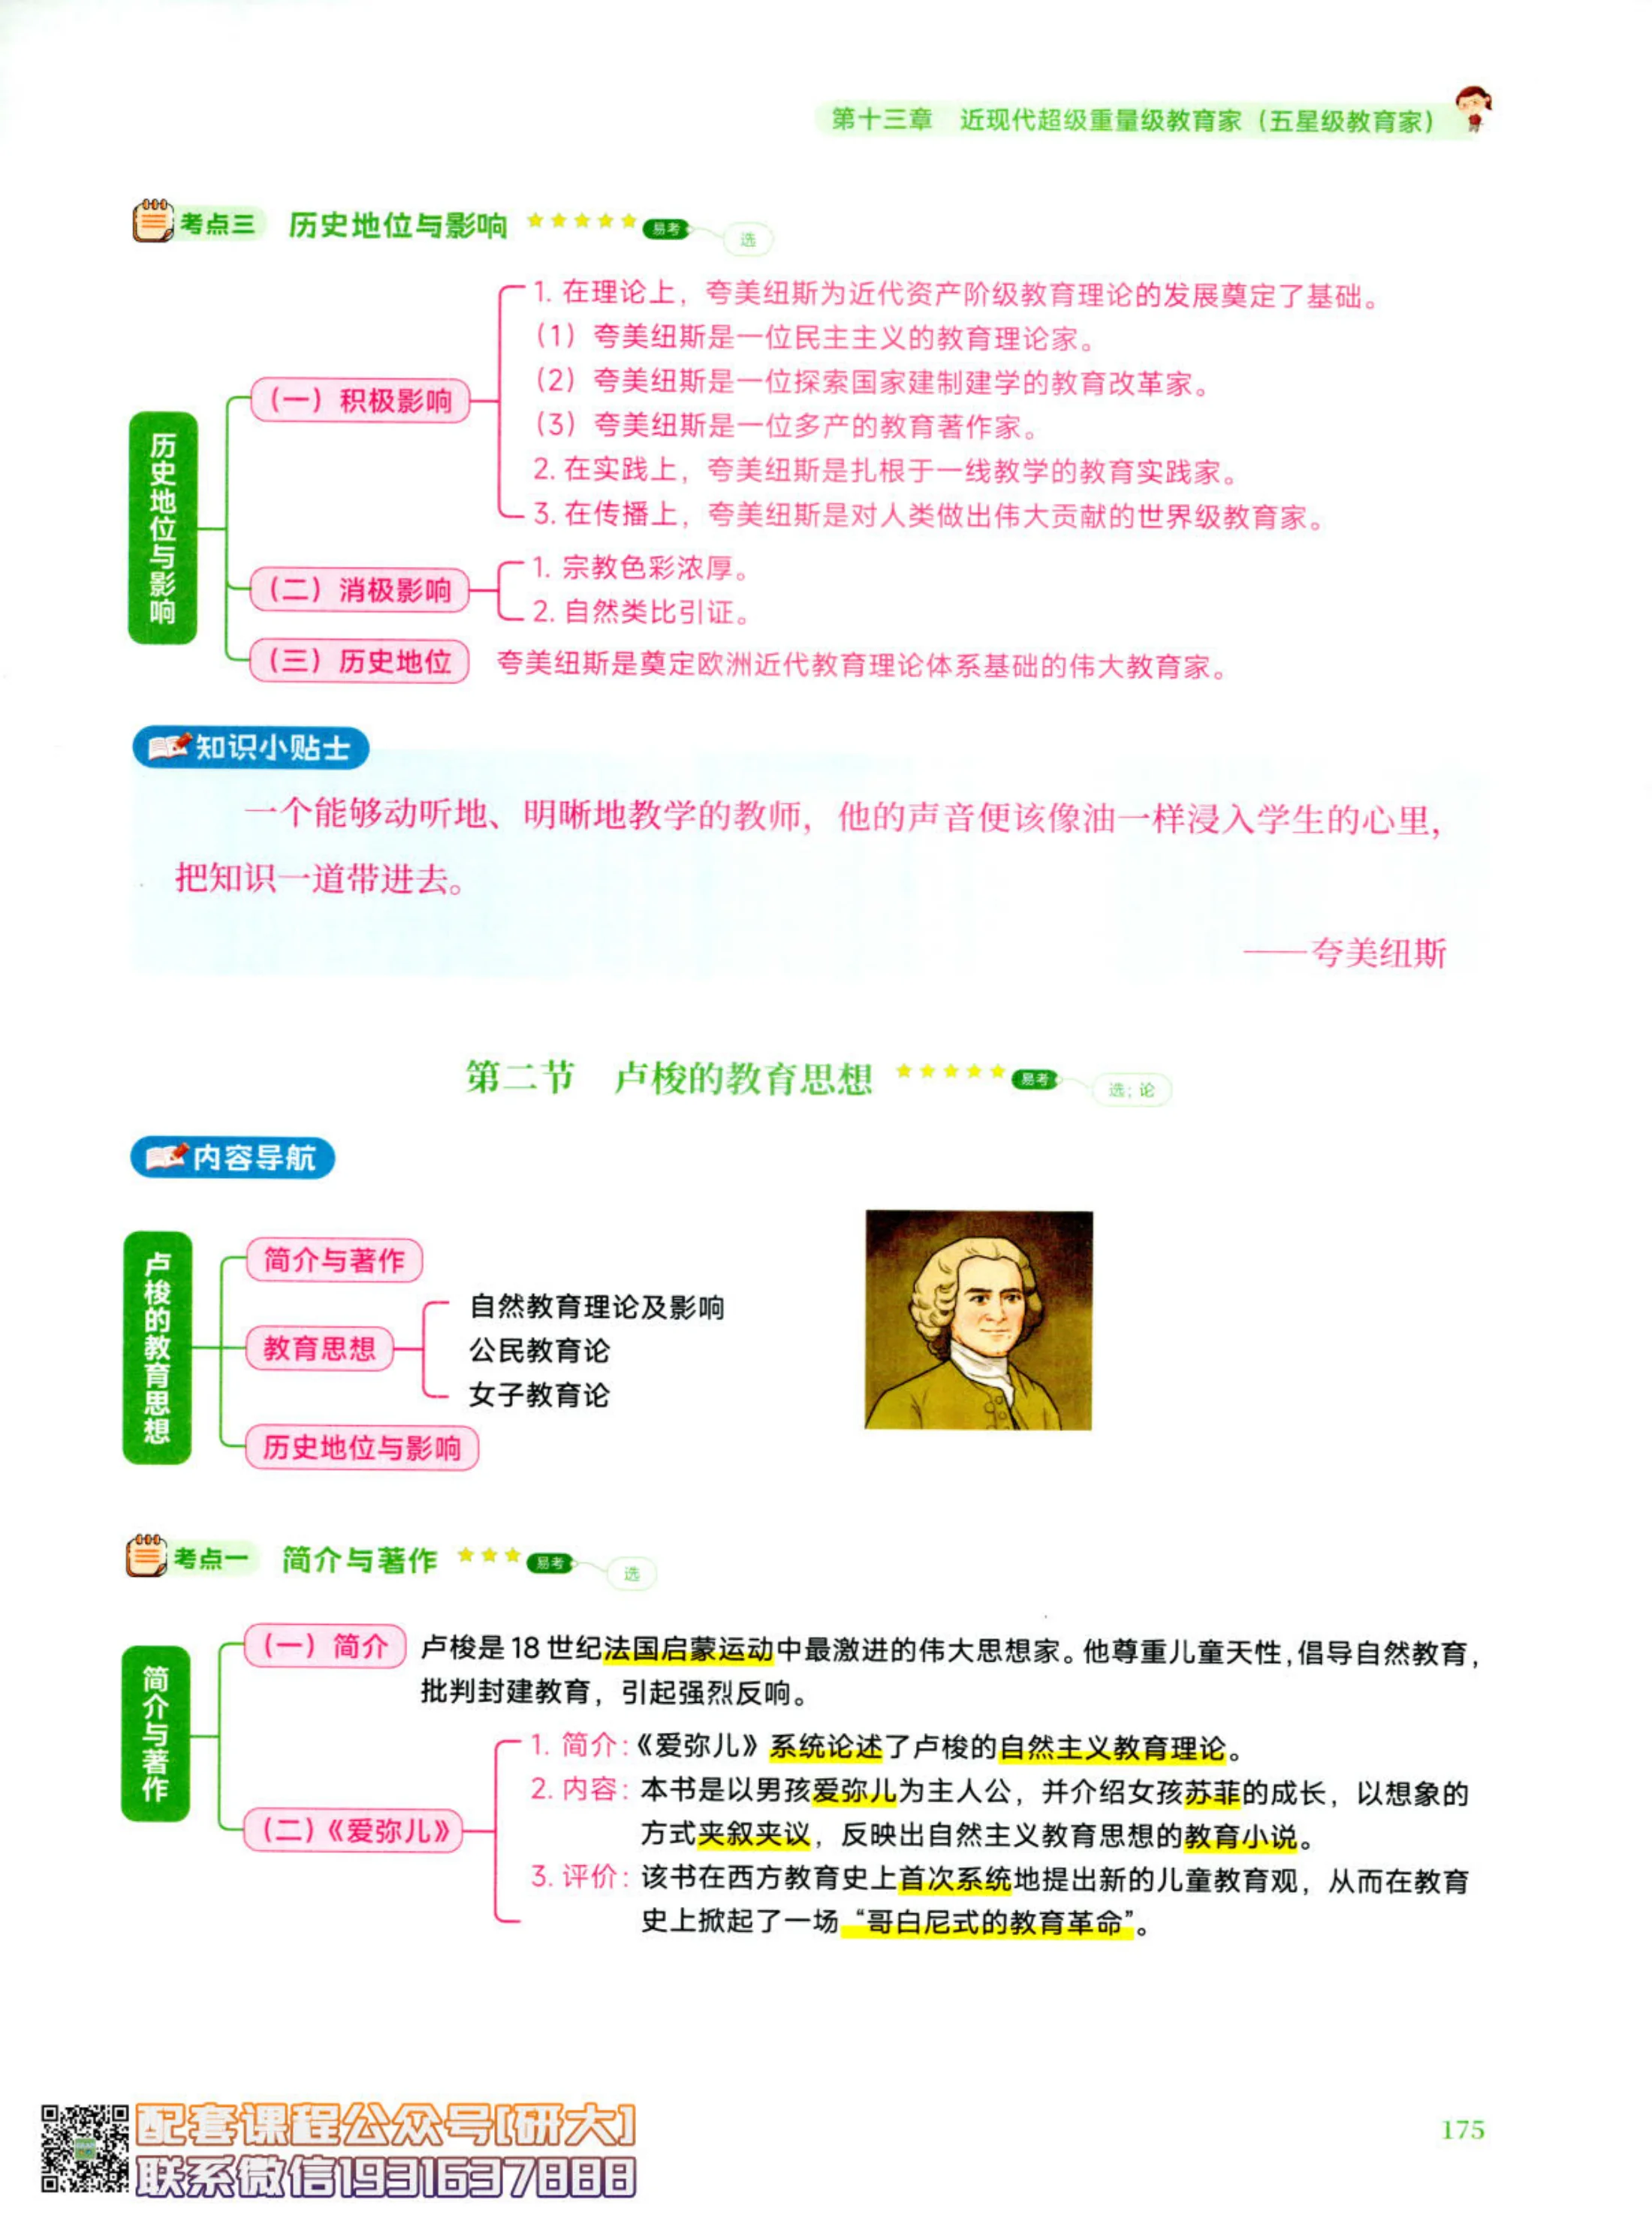 第十三章 近现代超级重量级教育家（五星级教育家）
考点三 历史地位与影响 易考 选
历史地位与影响
（一）积极影响
1. 在理论上，夸美纽斯为近代资产阶级教育理论的发展奠定了基础。
（1）夸美纽斯是一位民主主义的教育理论家。
（2）夸美纽斯是一位探索国家建制建学的教育改革家。
（3）夸美纽斯是一位多产的教育著作家。
2. 在实践上，夸美纽斯是扎根于一线教学的教育实践家。
3. 在传播上，夸美纽斯是对人类做出伟大贡献的世界级教育家。
（二）消极影响
1. 宗教色彩浓厚。
2. 自然类比引证。
（三）历史地位 夸美纽斯是奠定欧洲近代教育理论体系基础的伟大教育家。
知识小贴士
一个能够动听地、明晰地教学的教师，他的声音便该像油一样浸入学生的心里，
把知识一道带进去。
——夸美纽斯
第二节 卢梭的教育思想 易考 选；论
内容导航
卢梭的教育思想
简介与著作
教育思想
自然教育理论及影响
公民教育论
女子教育论
历史地位与影响
考点一 简介与著作 易考 选
简介与著作
（一）简介 卢梭是 18 世纪法国启蒙运动中最激进的伟大思想家。他尊重儿童天性，倡导自然教育，
批判封建教育，引起强烈反响。
（二）《爱弥儿》
1. 简介：《爱弥儿》系统论述了卢梭的自然主义教育理论。
2. 内容：本书是以男孩爱弥儿为主人公，并介绍女孩苏菲的成长，以想象的
方式夹叙夹议，反映出自然主义教育思想的教育小说。
3. 评价：该书在西方教育史上首次系统地提出新的儿童教育观，从而在教育
史上掀起了一场“哥白尼式的教育革命”。
配套课程公众号[研大]
联系微信1931637888
175